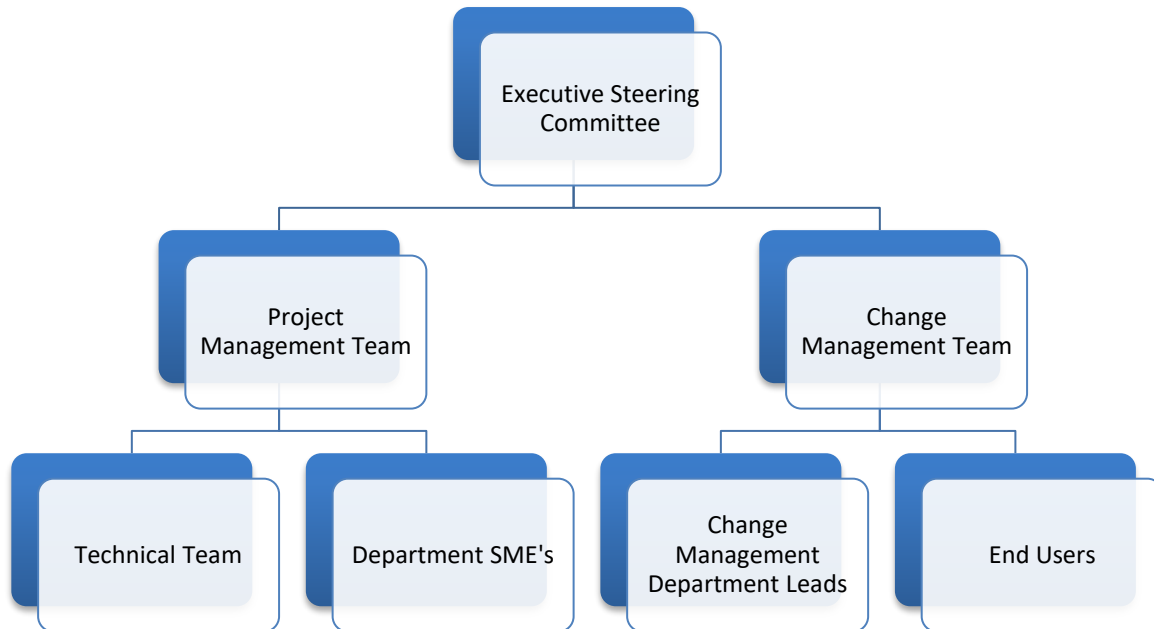 Executive Steering
Committee
Project
Management Team
Change
Management Team
Technical Team
Department SME's
Change
Management
Department Leads
End Users